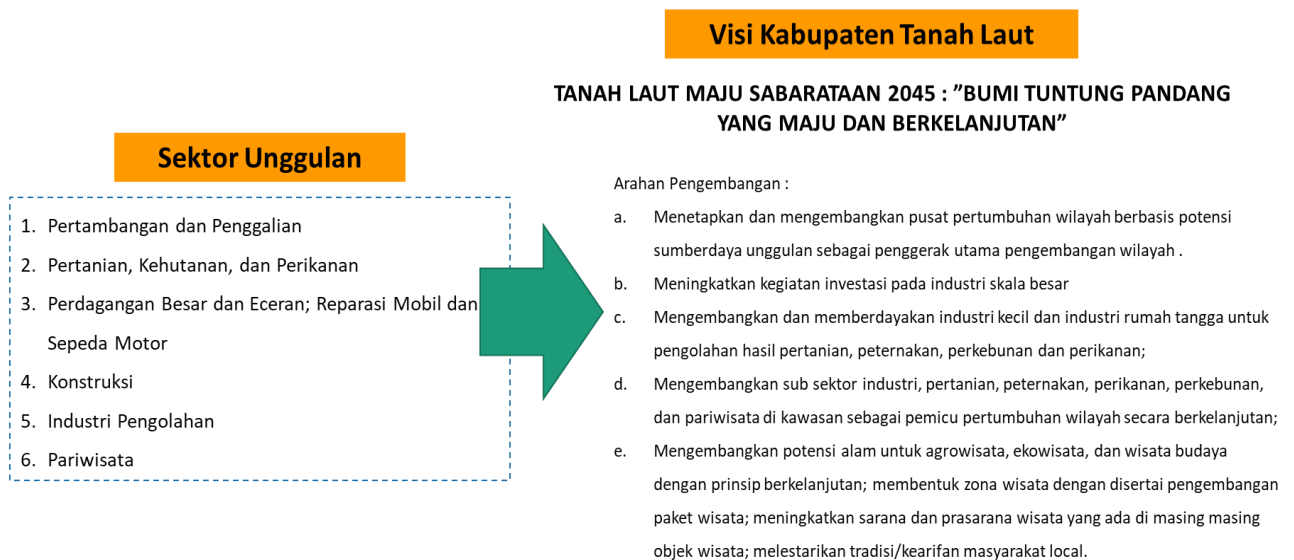 Visi Kabupaten Tanah Laut
TANAH LAUT MAJU SABARATAAN 2045 : ”BUMI TUNTUNG PANDANG
YANG MAJU DAN BERKELANJUTAN”
Sektor Unggulan
1. Pertambangan dan Penggalian
2. Pertanian, Kehutanan, dan Perikanan
3. Perdagangan Besar dan Eceran; Reparasi Mobil dan
Sepeda Motor
4. Konstruksi
5. Industri Pengolahan
6. Pariwisata
Arahan Pengembangan :
a. Menetapkan dan mengembangkan pusat pertumbuhan wilayah berbasis potensi
sumberdaya unggulan sebagai penggerak utama pengembangan wilayah .
b. Meningkatkan kegiatan investasi pada industri skala besar
c. Mengembangkan dan memberdayakan industri kecil dan industri rumah tangga untuk
pengolahan hasil pertanian, peternakan, perkebunan dan perikanan;
d. Mengembangkan sub sektor industri, pertanian, peternakan, perikanan, perkebunan,
dan pariwisata di kawasan sebagai pemicu pertumbuhan wilayah secara berkelanjutan;
e. Mengembangkan potensi alam untuk agrowisata, ekowisata, dan wisata budaya
dengan prinsip berkelanjutan; membentuk zona wisata dengan disertai pengembangan
paket wisata; meningkatkan sarana dan prasarana wisata yang ada di masing masing
objek wisata; melestarikan tradisi/kearifan masyarakat local.